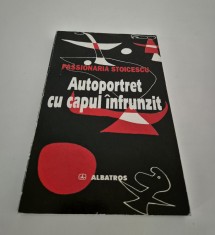 PASSIONARIA STOICESCU
Autoportret
cu capul înfrunzit
ALBATROS